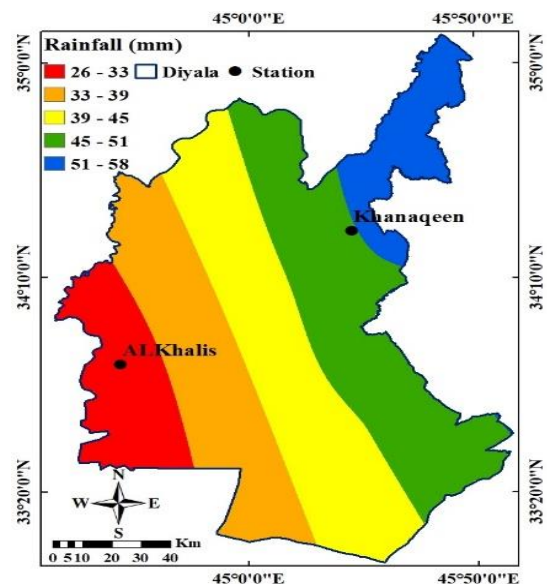 45°0'0"E 45°50'0"E
Rainfall (mm)
26 - 33 Diyala Station
33 - 39
39 - 45
45 - 51
51 - 58
35°0'0"N 35°0'0"N
Khanaqeen
34°10'0"N 34°10'0"N
ALKhalis
33°20'0"N 33°20'0"N
N
W E
S
Km
0 5 10 20 30 40
45°0'0"E 45°50'0"E